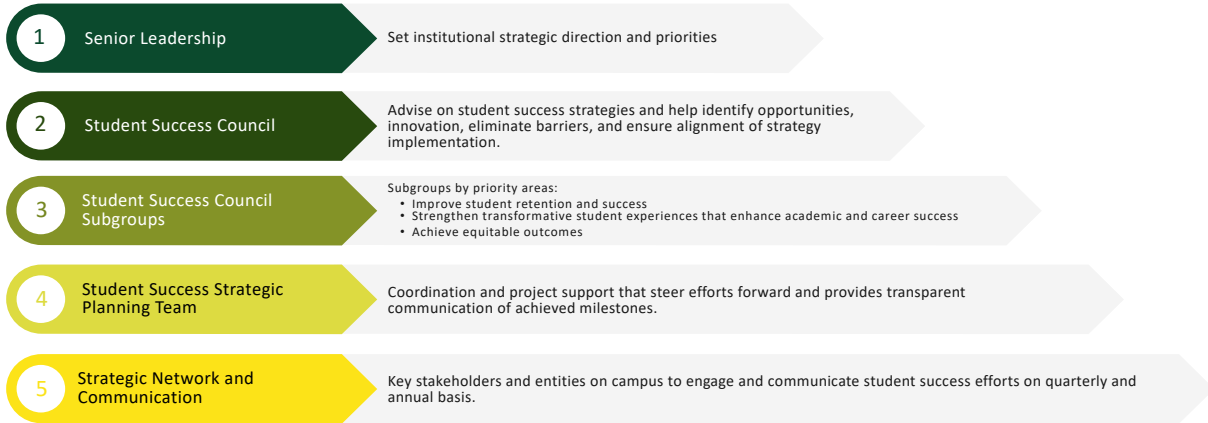 1
Senior Leadership
Set institutional strategic direction and priorities
2
Student Success Council
Advise on student success strategies and help identify opportunities,
innovation, eliminate barriers, and ensure alignment of strategy
implementation.
3
Student Success Council
Subgroups
Subgroups by priority areas:
• Improve student retention and success
• Strengthen transformative student experiences that enhance academic and career success
• Achieve equitable outcomes
4
Student Success Strategic
Planning Team
Coordination and project support that steer efforts forward and provides transparent
communication of achieved milestones.
5
Strategic Network and
Communication
Key stakeholders and entities on campus to engage and communicate student success efforts on quarterly and
annual basis.